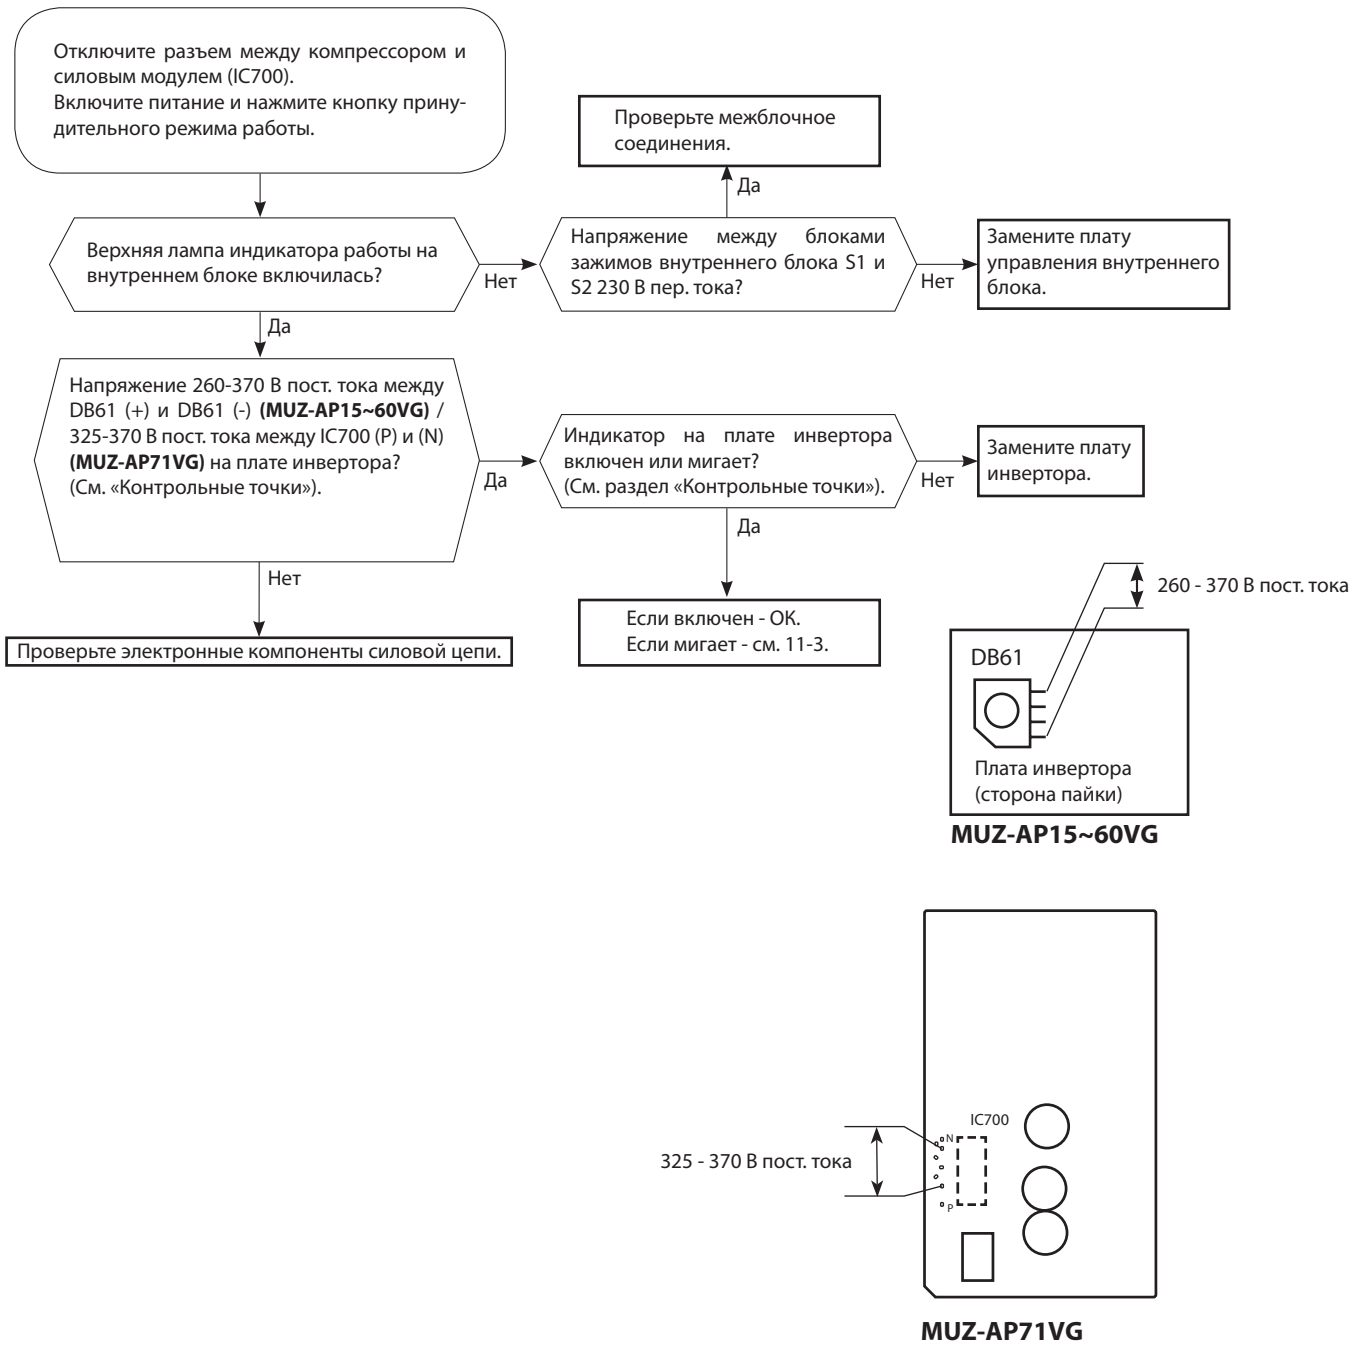 Отключите разъем между компрессором и
силовым модулем (IC700).
Включите питание и нажмите кнопку прину-
дительного режима работы.
Проверьте межблочное
соединения.
Да
Верхняя лампа индикатора работы на
внутреннем блоке включилась?
Нет
Напряжение между блоками
зажимов внутреннего блока S1 и
S2 230 В пер. тока?
Нет
Замените плату
управления внутреннего
блока.
Да
Напряжение 260-370 В пост. тока между
DB61 (+) и DB61 (-) (MUZ-AP15~60VG) /
325-370 В пост. тока между IC700 (P) и (N)
(MUZ-AP71VG) на плате инвертора?
(См. «Контрольные точки»).
Да
Индикатор на плате инвертора
включен или мигает?
(См. раздел «Контрольные точки»).
Нет
Замените плату
инвертора.
Да
Нет
Если включен - OK.
Если мигает - см. 11-3.
Проверьте электронные компоненты силовой цепи.
260 - 370 В пост. тока
DB61
Плата инвертора
(сторона пайки)
MUZ-AP15~60VG
IC700
N
325 - 370 В пост. тока
P
MUZ-AP71VG